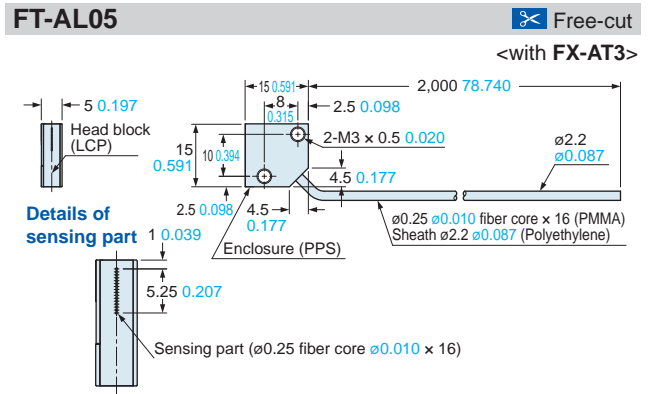 FT-AL05
Free-cut
<with FX-AT3>
15 0.591
2,000 78.740
8
0.315
2.5 0.098
5 0.197
Head block
(LCP)
15
0.591
10 0.394
2-M3 × 0.5 0.020
ø2.2
ø0.087
4.5 0.177
2.5 0.098
4.5
0.177
Enclosure (PPS)
ø0.25 ø0.010 fiber core × 16 (PMMA)
Sheath ø2.2 ø0.087 (Polyethylene)
Details of
sensing part
1 0.039
5.25 0.207
Sensing part (ø0.25 fiber core ø0.010 × 16)